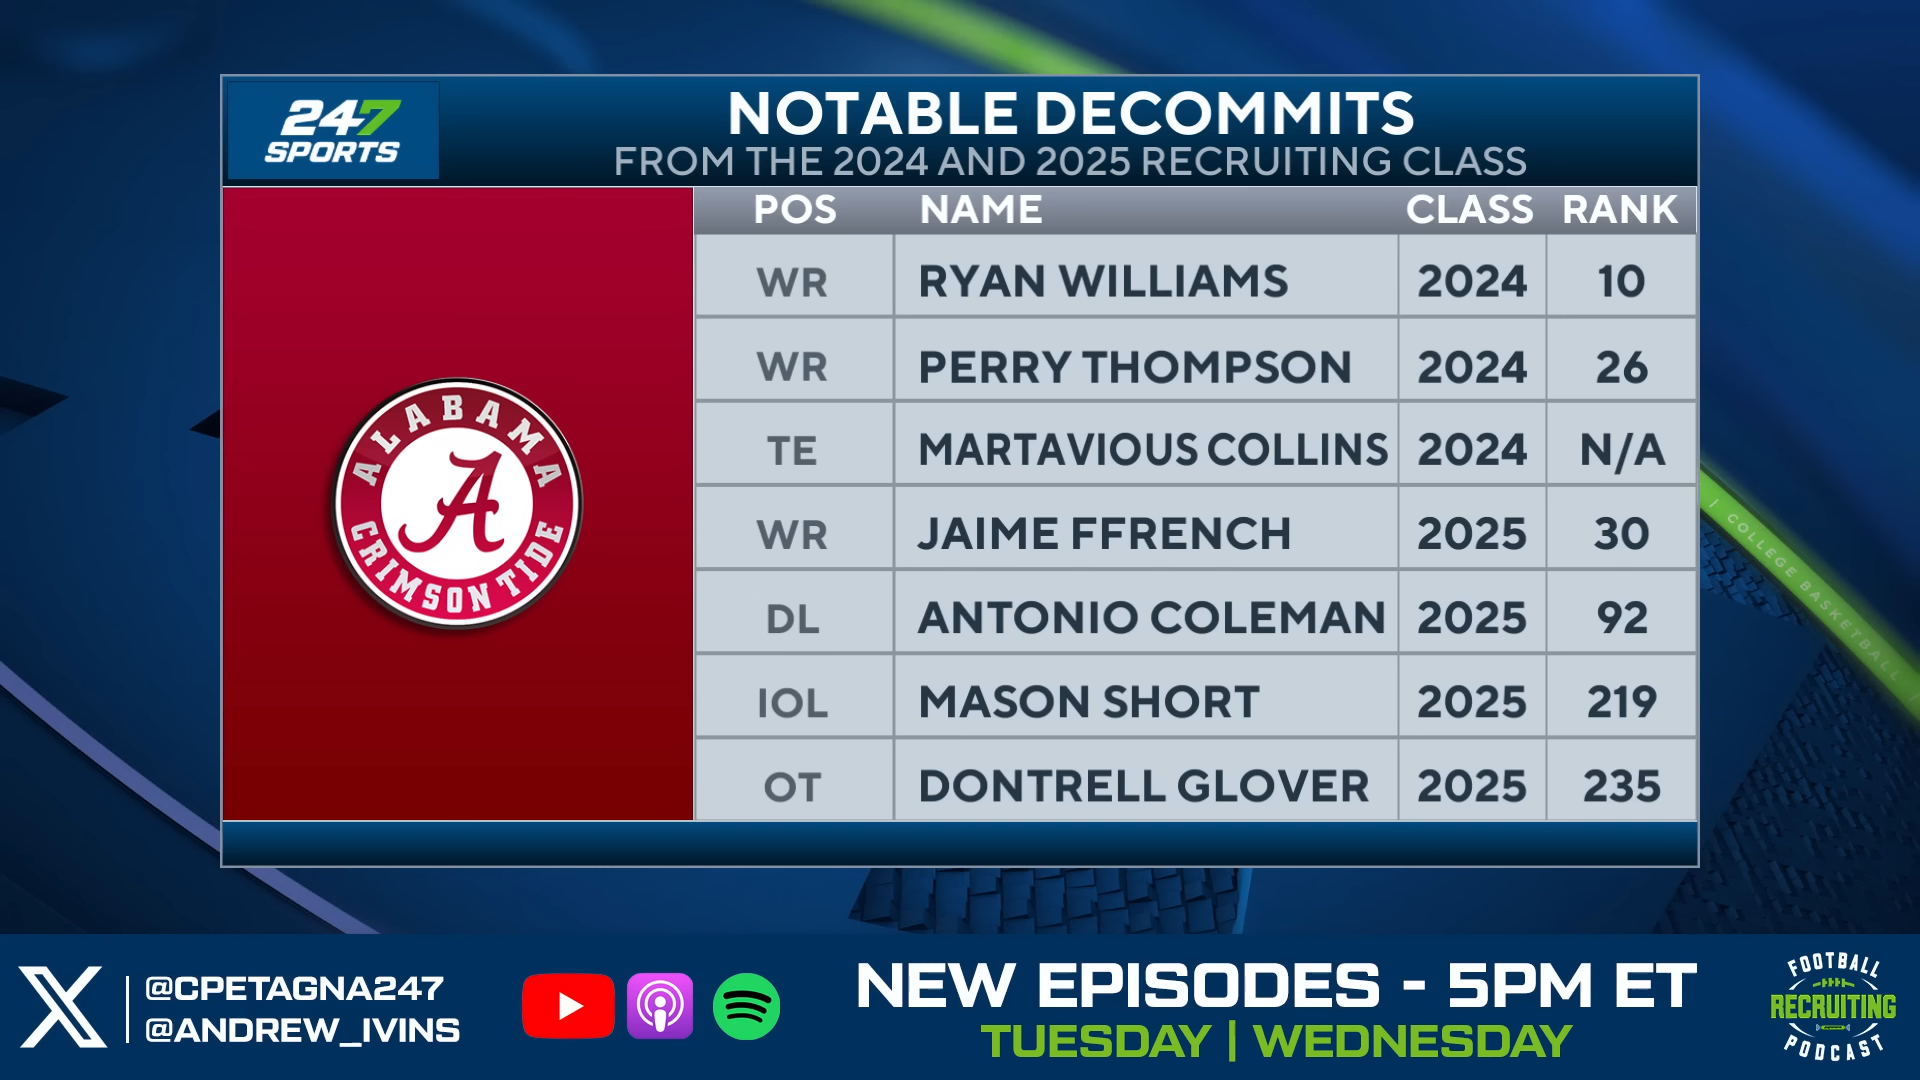 247
SPORTS
NOTABLE DECOMMITS
FROM THE 2024 AND 2025 RECRUITING CLASS
ALABAMA
A
CRIMSON TIDE
POS NAME CLASS RANK
WR RYAN WILLIAMS 2024 10
WR PERRY THOMPSON 2024 26
TE MARTAVIOUS COLLINS 2024 N/A
WR JAIME FFRENCH 2025 30
DL ANTONIO COLEMAN 2025 92
IOL MASON SHORT 2025 219
OT DONTRELL GLOVER 2025 235
| COLLEGE BASKETBALL |
@CPETAGNA247
@ANDREW_IVINS
NEW EPISODES - 5PM ET
TUESDAY | WEDNESDAY
FOOTBALL
RECRUITING
PODCAST